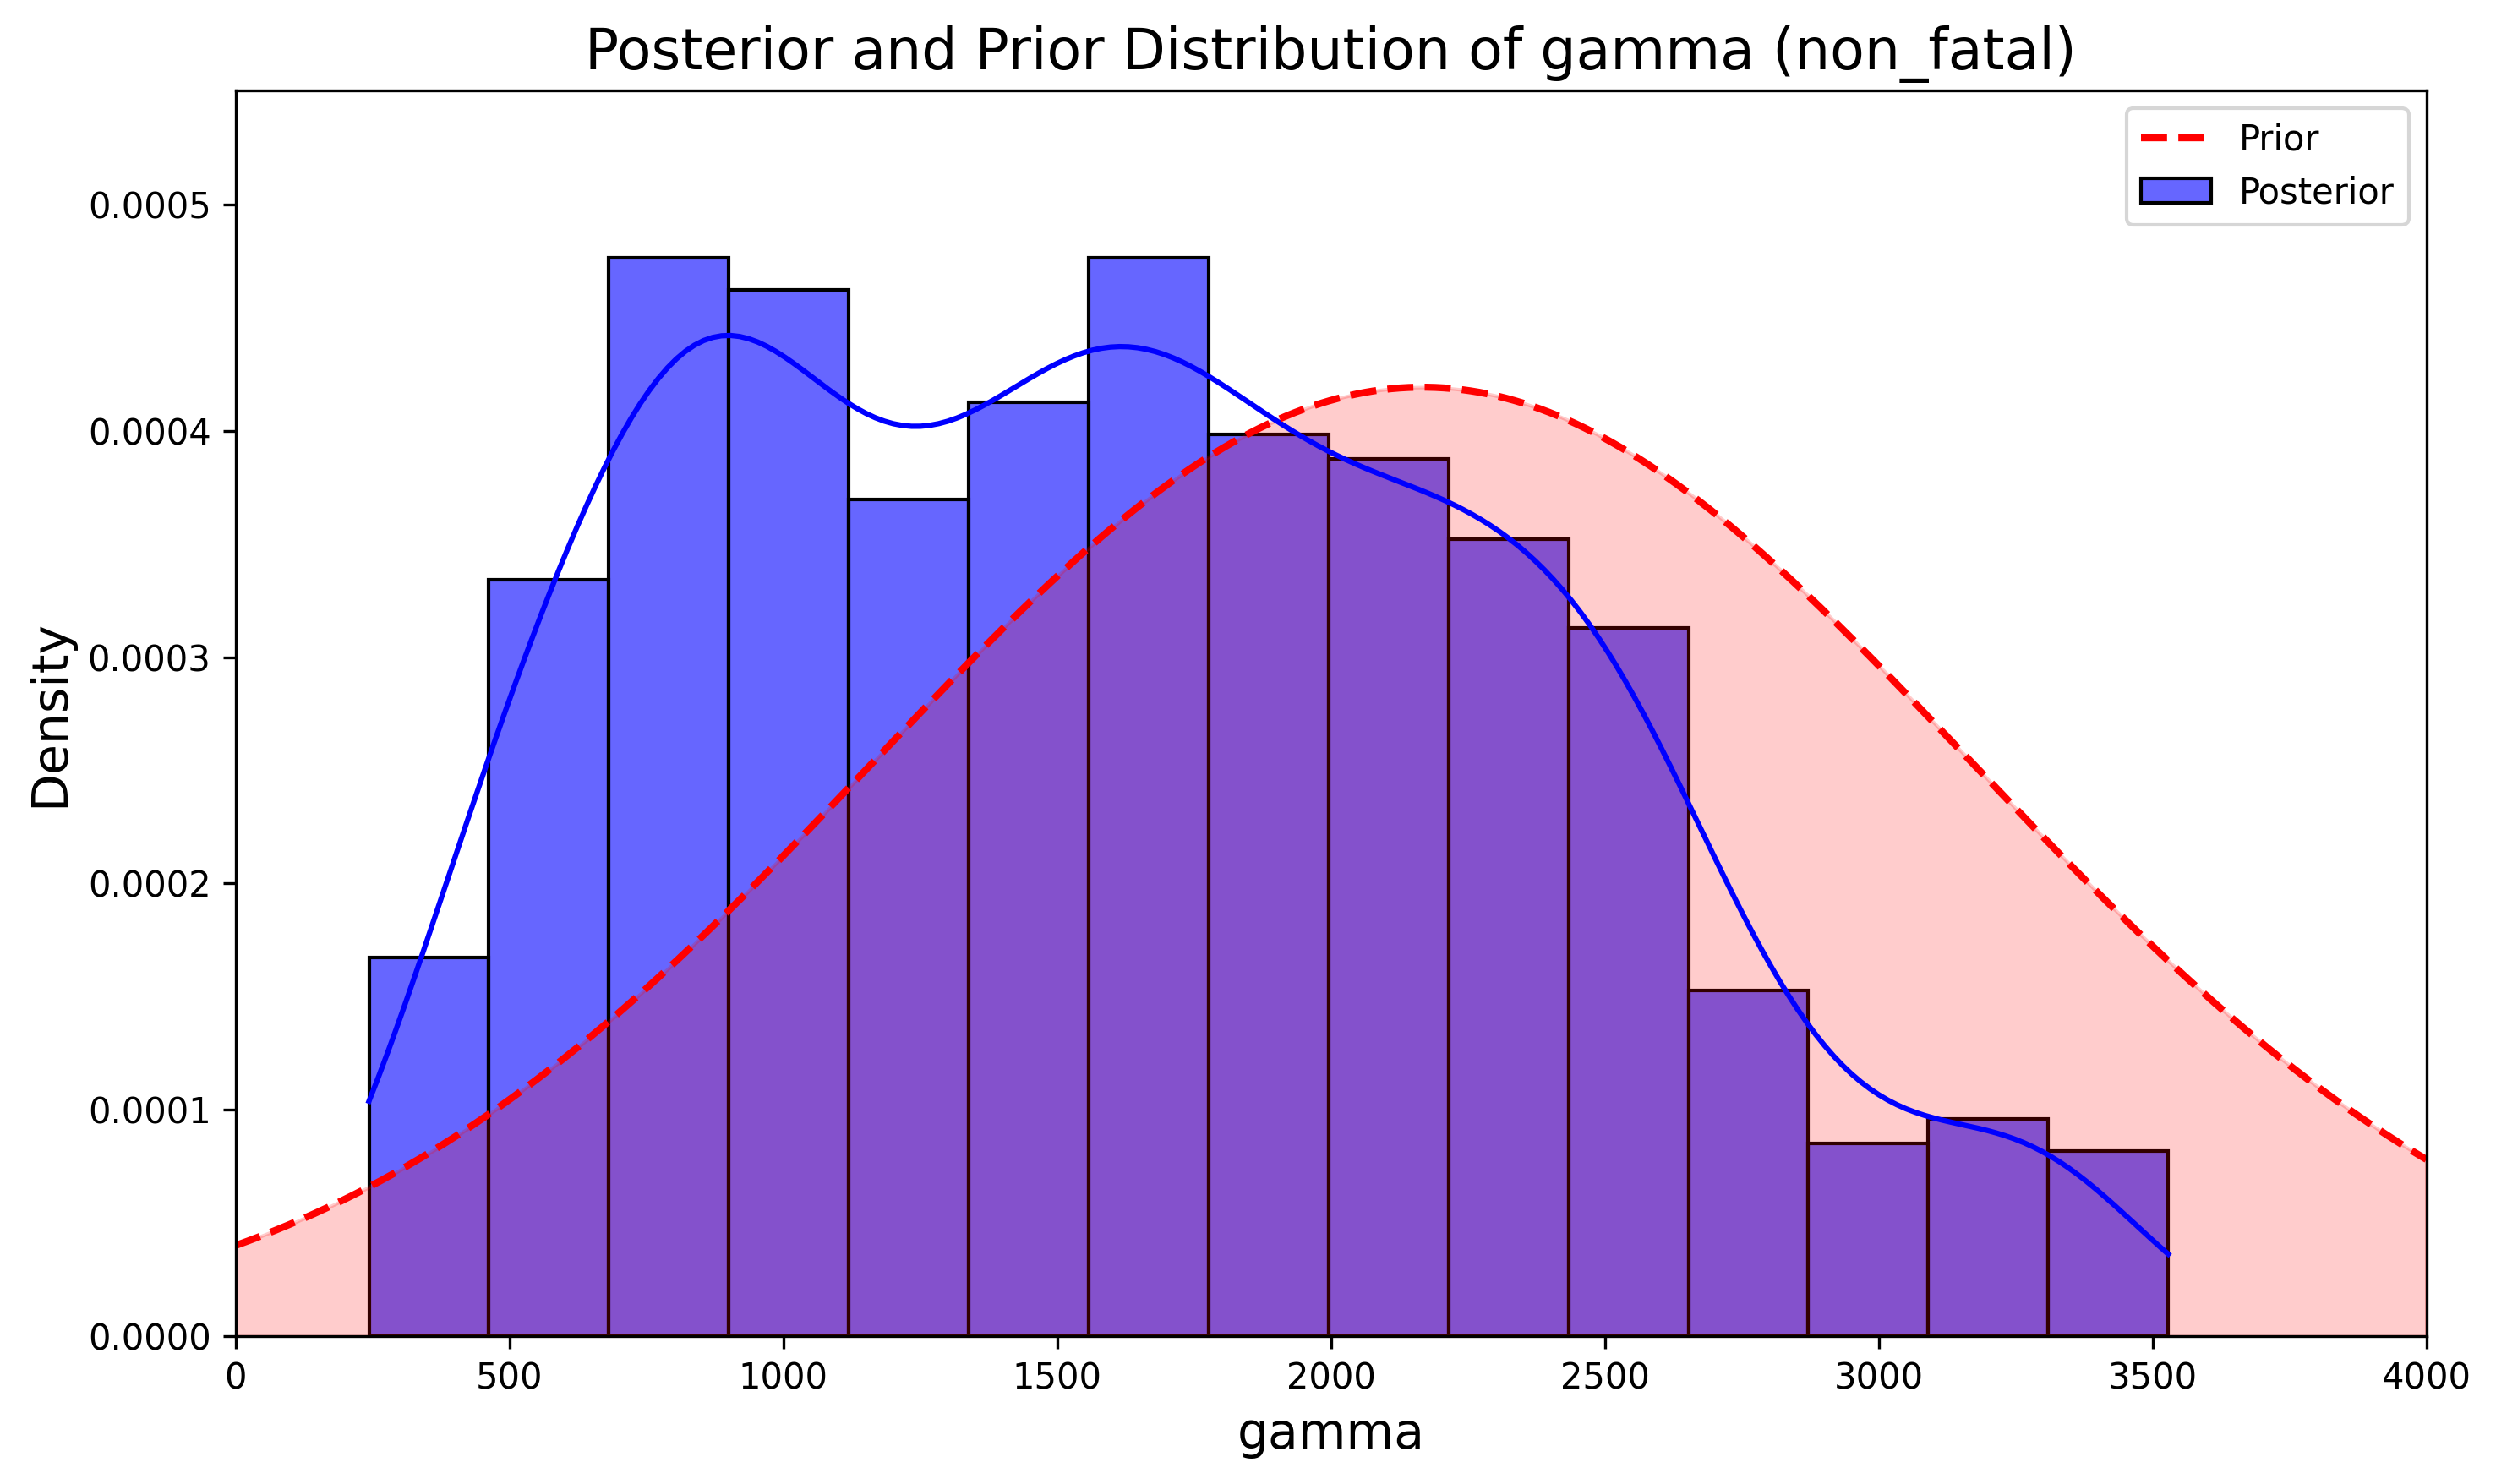 Posterior and Prior Distribution of gamma (non_fatal)
Prior
Posterior
Density
0.0005
0.0004
0.0003
0.0002
0.0001
0.0000
0 500 1000 1500 2000 2500 3000 3500 4000
gamma